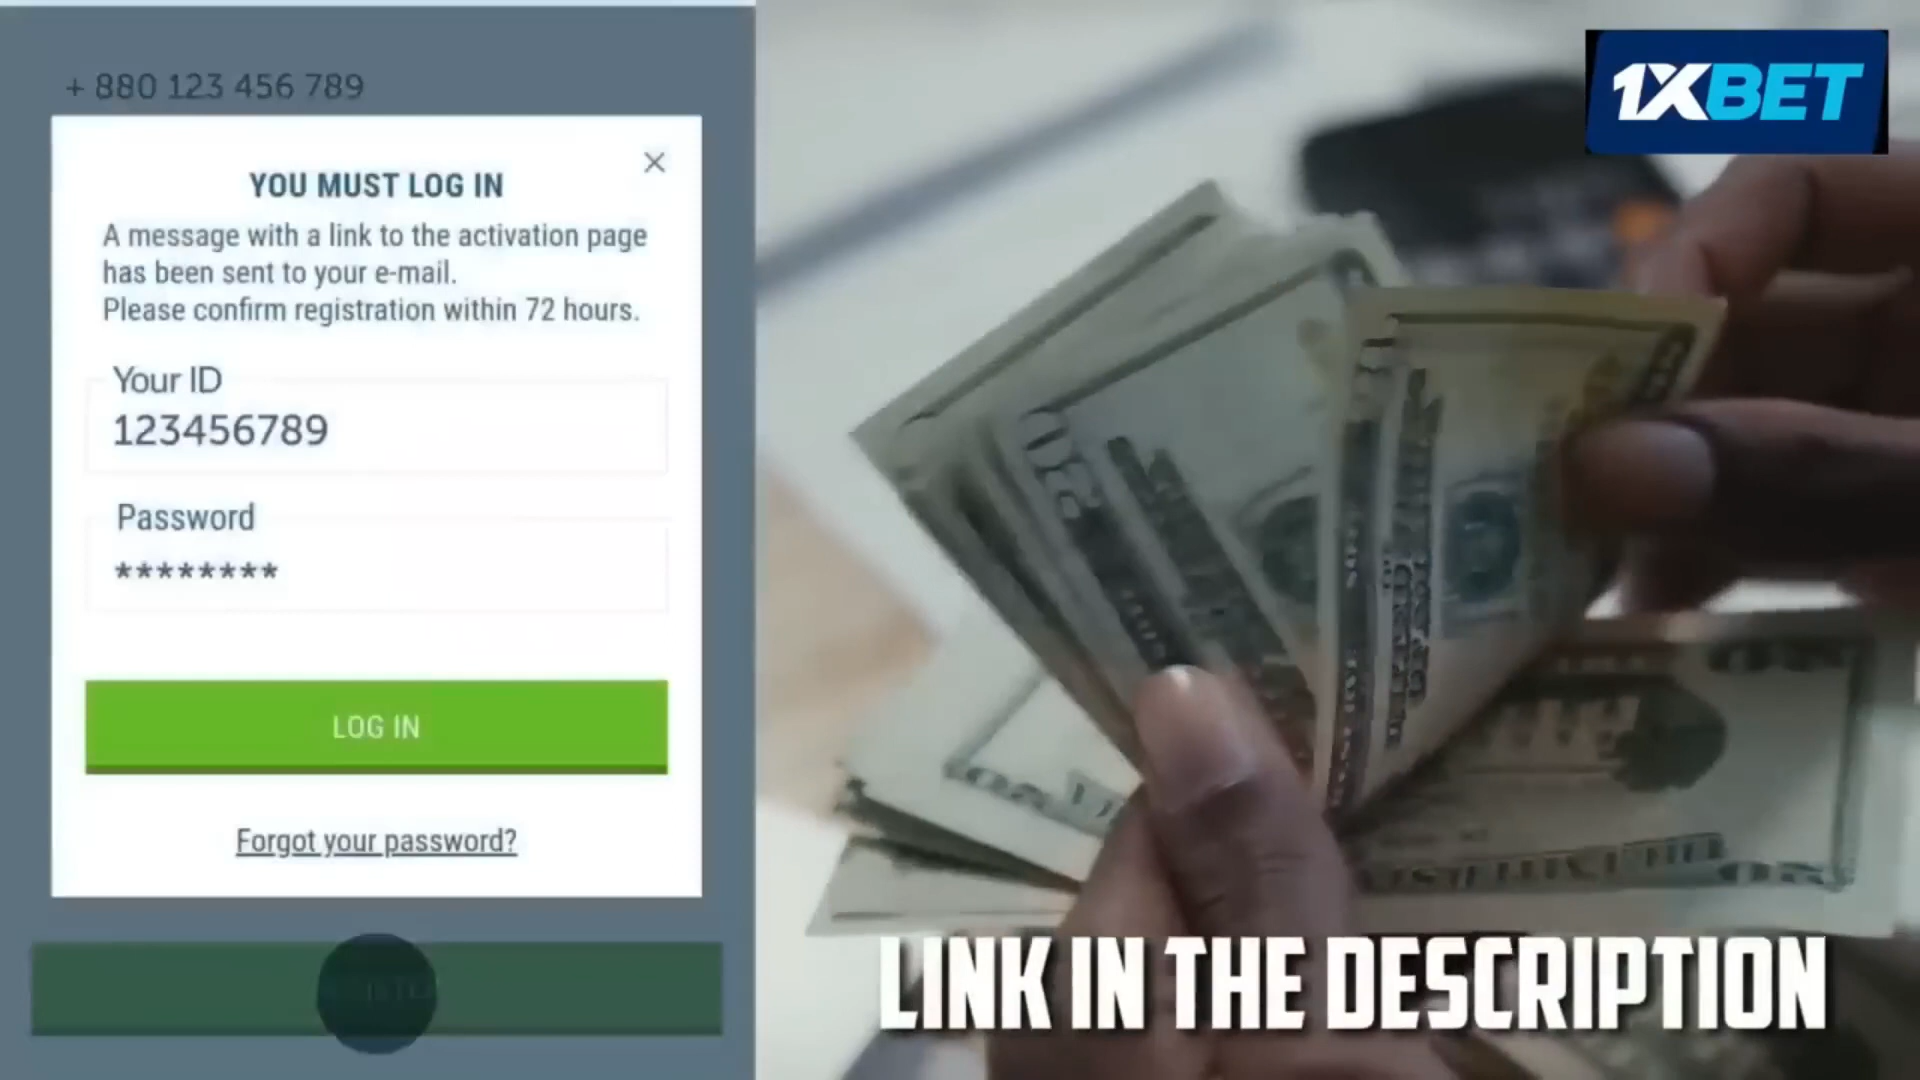 + 880 123 456 789
YOU MUST LOG IN
A message with a link to the activation page
has been sent to your e-mail.
Please confirm registration within 72 hours.
Your ID
123456789
Password
********
LOG IN
Forgot your password?
1XBET
LINK IN THE DESCRIPTION